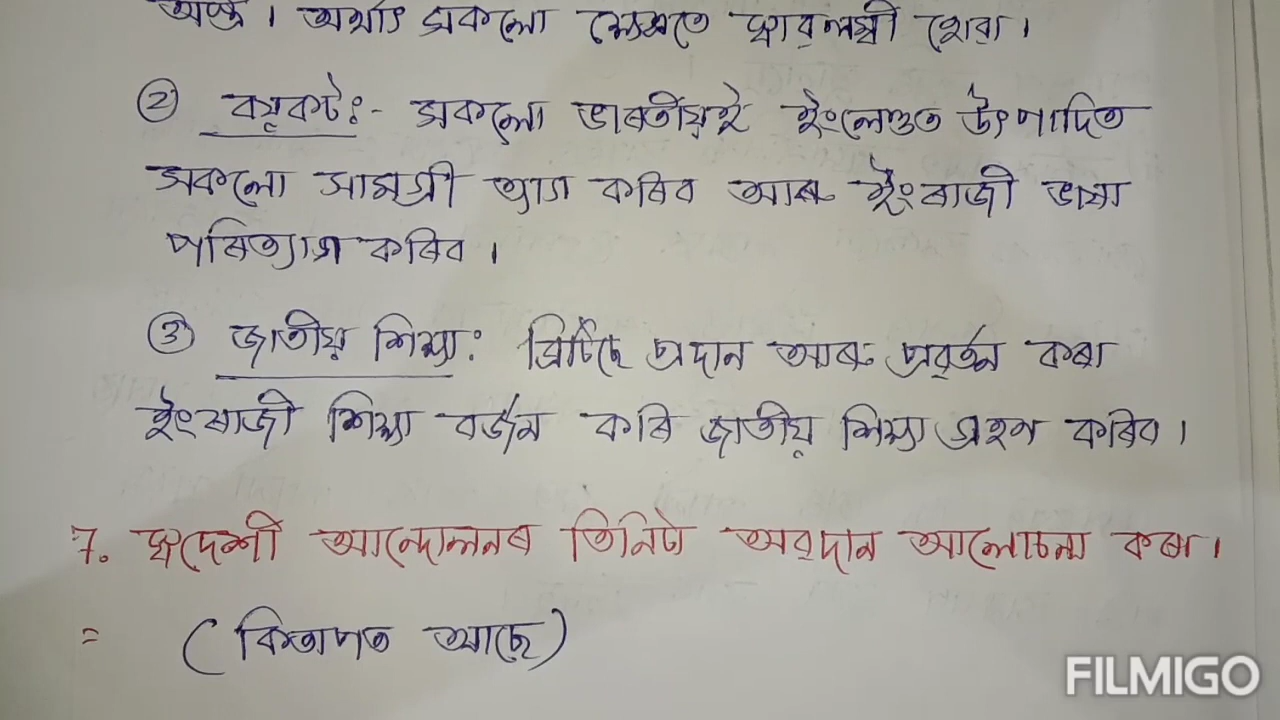 অস্ত্ৰ । অৰ্থাৎ সকলো ক্ষেত্ৰতে স্বাৱলম্বী হোৱা ।
② বয়কট:- সকলো ভাৰতীয়ই ইংলেণ্ডত উৎপাদিত
সকলো সামগ্ৰী ত্যাগ কৰিব আৰু ইংৰাজী ভাষা
পৰিত্যাগ কৰিব ।
③ জাতীয় শিক্ষা: ব্ৰিটিছে প্ৰদান আৰু প্ৰৱৰ্তন কৰা
ইংৰাজী শিক্ষা বৰ্জন কৰি জাতীয় শিক্ষা গ্ৰহণ কৰিব ।
7. স্বদেশী আন্দোলনৰ তিনিটা অৱদান আলোচনা কৰা ।
= (কিতাপত আছে)
FILMIGO